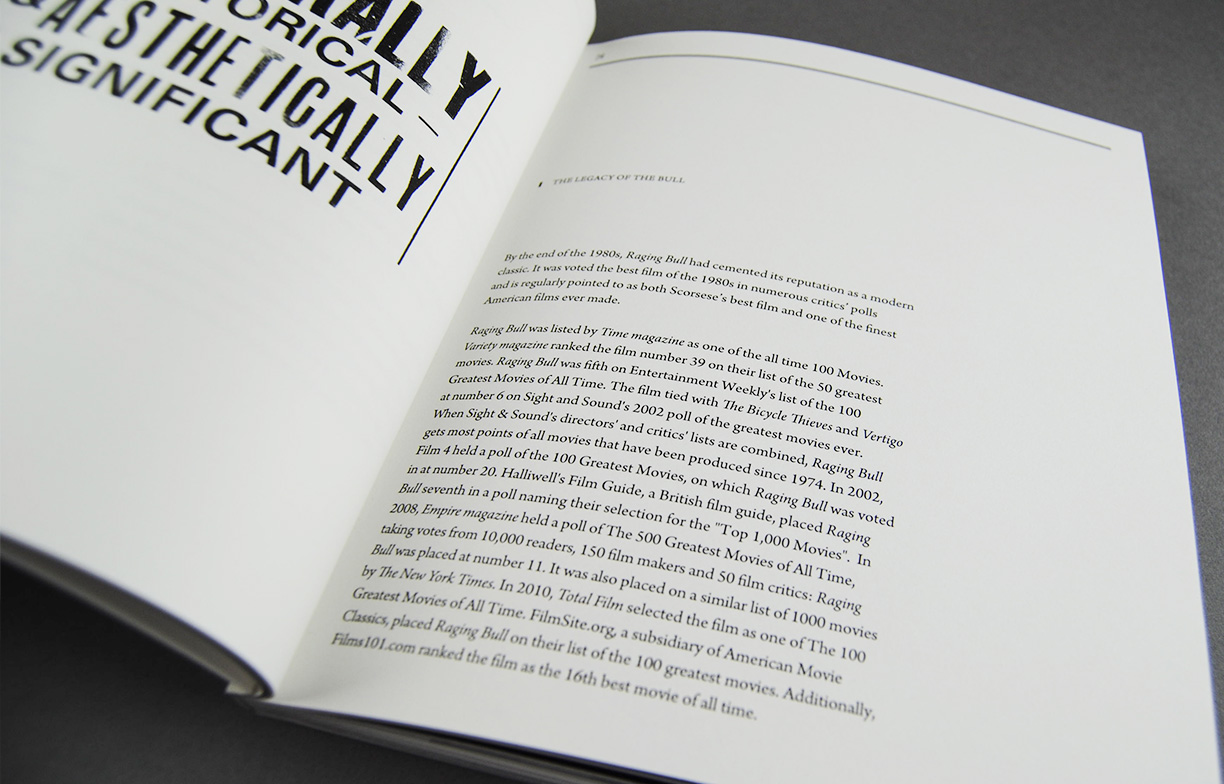 ALLY
ORICAL
&AESTHETICALLY
SIGNIFICANT
THE LEGACY OF THE BULL
By the end of the 1980s, Raging Bull had cemented its reputation as a modern
classic. It was voted the best film of the 1980s in numerous critics' polls
and is regularly pointed to as both Scorsese's best film and one of the finest
American films ever made.
Raging Bull was listed by Time magazine as one of the all time 100 Movies.
Variety magazine ranked the film number 39 on their list of the 50 greatest
movies. Raging Bull was fifth on Entertainment Weekly's list of the 100
Greatest Movies of All Time. The film tied with The Bicycle Thieves and Vertigo
at number 6 on Sight and Sound's 2002 poll of the greatest movies ever.
When Sight & Sound's directors' and critics' lists are combined, Raging Bull
gets most points of all movies that have been produced since 1974. In 2002,
Film 4 held a poll of the 100 Greatest Movies, on which Raging Bull was voted
in at number 20. Halliwell's Film Guide, a British film guide, placed Raging
Bull seventh in a poll naming their selection for the "Top 1,000 Movies". In
2008, Empire magazine held a poll of The 500 Greatest Movies of All Time,
taking votes from 10,000 readers, 150 film makers and 50 film critics: Raging
Bull was placed at number 11. It was also placed on a similar list of 1000 movies
by The New York Times. In 2010, Total Film selected the film as one of The 100
Greatest Movies of All Time. FilmSite.org, a subsidiary of American Movie
Classics, placed Raging Bull on their list of the 100 greatest movies. Additionally,
Films101.com ranked the film as the 16th best movie of all time.